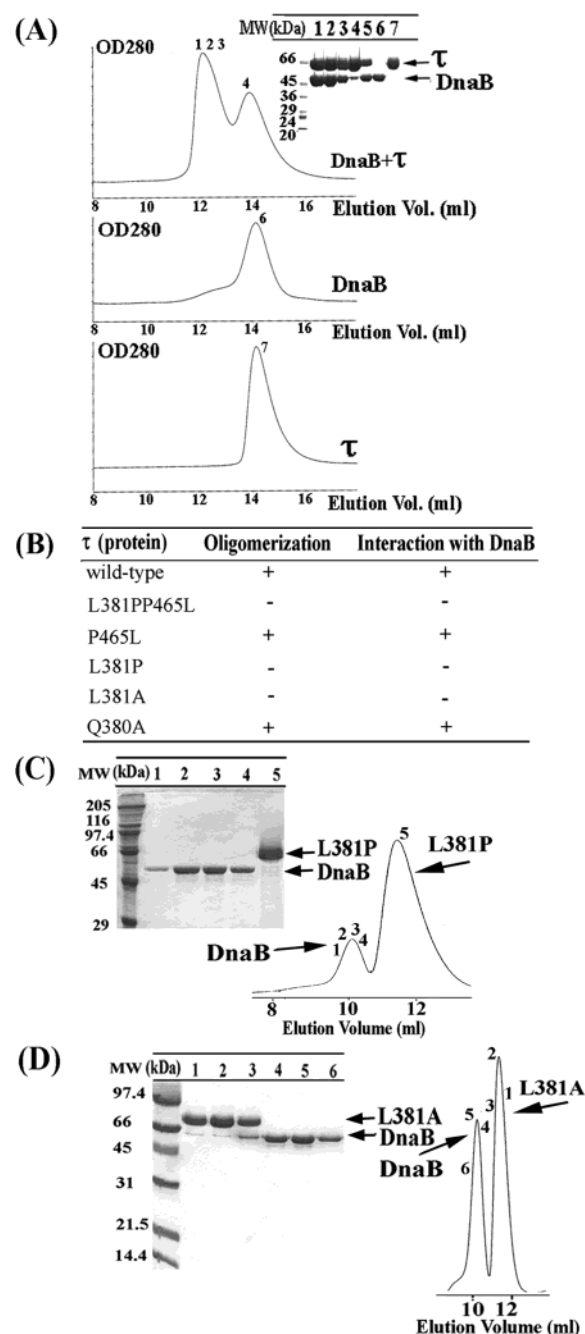 (A)
OD280
1 2 3
4
MW(kDa) 1 2 3 4 5 6 7
66
45
36
29
24
20
τ
DnaB
DnaB+τ
8 10 12 14 16 Elution Vol. (ml)
OD280
6
DnaB
8 10 12 14 16 Elution Vol. (ml)
OD280
7
τ
8 10 12 14 16 Elution Vol. (ml)
(B)
τ (protein) Oligomerization Interaction with DnaB
wild-type + +
L381PP465L - -
P465L + +
L381P - -
L381A - -
Q380A + +
(C)
MW (kDa) 1 2 3 4 5
205
116
97.4
66
45
29
L381P
DnaB
5
L381P
DnaB
1 2 3 4
8 10 12
Elution Volume (ml)
(D)
MW (kDa) 1 2 3 4 5 6
97.4
66
45
31
21.5
14.4
L381A
DnaB
2
1
3
L381A
5
4
DnaB
6
10 12
Elution Volume (ml)